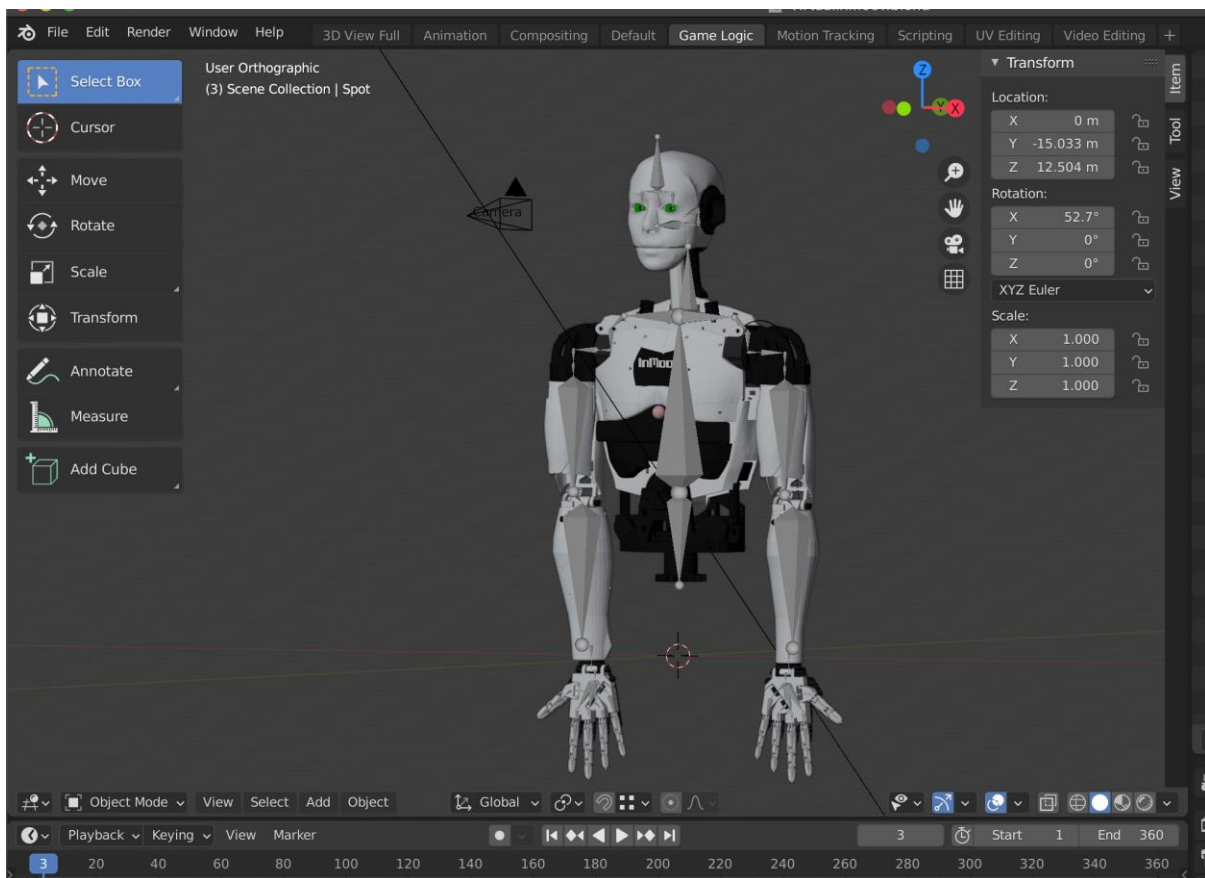 File Edit Render Window Help 3D View Full Animation Compositing Default Game Logic Motion Tracking Scripting UV Editing Video Editing +
Select Box
Cursor
Move
Rotate
Scale
Transform
Annotate
Measure
Add Cube
User Orthographic
(3) Scene Collection | Spot
Camera
Z
Y X
Transform
Location:
X 0 m
Y -15.033 m
Z 12.504 m
Rotation:
X 52.7°
Y 0°
Z 0°
XYZ Euler
Scale:
X 1.000
Y 1.000
Z 1.000
Item
Tool
View
Object Mode View Select Add Object Global
Playback Keying View Marker 3 Start 1 End 360
3 20 40 60 80 100 120 140 160 180 200 220 240 260 280 300 320 340 360